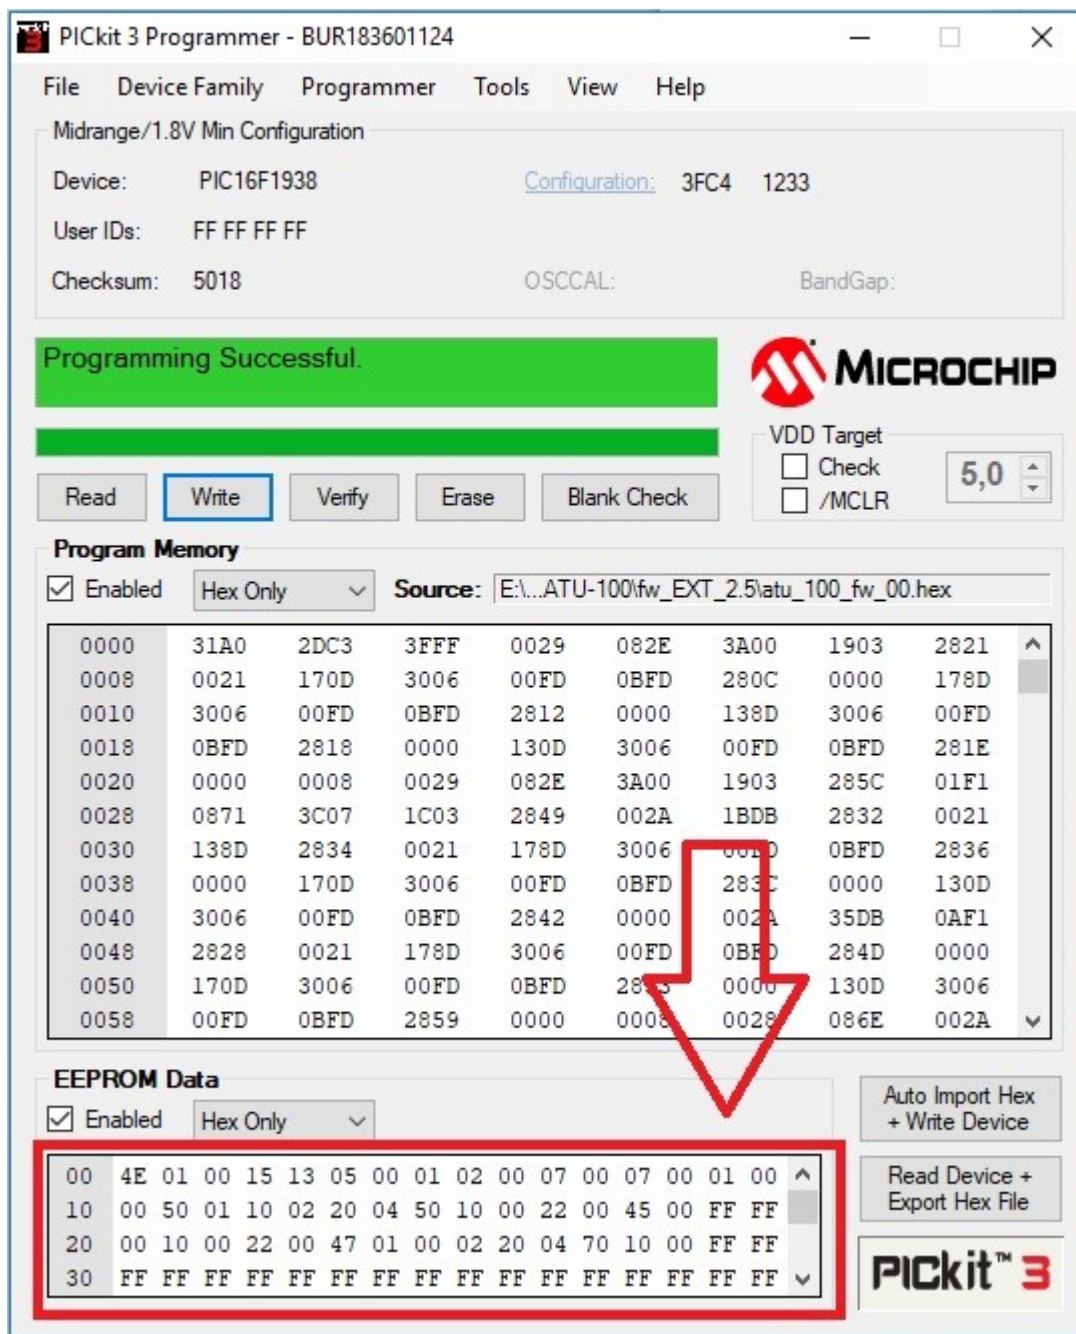 PICkit 3 Programmer - BUR183601124
File Device Family Programmer Tools View Help
Midrange/1.8V Min Configuration
Device: PIC16F1938 Configuration: 3FC4 1233
User IDs: FF FF FF FF
Checksum: 5018 OSCCAL: BandGap:
Programming Successful.
MICROCHIP
VDD Target
Check
/MCLR
5,0
Read Write Verify Erase Blank Check
Program Memory
Enabled Hex Only Source: E:\...ATU-100\fw_EXT_2.5\atu_100_fw_00.hex
0000 31A0 2DC3 3FFF 0029 082E 3A00 1903 2821
0008 0021 170D 3006 00FD 0BFD 280C 0000 178D
0010 3006 00FD 0BFD 2812 0000 138D 3006 00FD
0018 0BFD 2818 0000 130D 3006 00FD 0BFD 281E
0020 0000 0008 0029 082E 3A00 1903 285C 01F1
0028 0871 3C07 1C03 2849 002A 1BDB 2832 0021
0030 138D 2834 0021 178D 3006 0BFD 2836
0038 0000 170D 3006 00FD 0BFD 283C 0000 130D
0040 3006 00FD 0BFD 2842 0000 002A 35DB 0AF1
0048 2828 0021 178D 3006 00FD 0BFD 284D 0000
0050 170D 3006 00FD 0BFD 0000 130D 3006
0058 00FD 0BFD 2859 0000 0008 0028 086E 002A
EEPROM Data
Enabled Hex Only
00 4E 01 00 15 13 05 00 01 02 00 07 00 07 00 01 00
10 00 50 01 10 02 20 04 50 10 00 22 00 45 00 FF FF
20 00 10 00 22 00 47 01 00 02 20 04 70 10 00 FF FF
30 FF FF FF FF FF FF FF FF FF FF FF FF FF FF FF FF
Auto Import Hex
+ Write Device
Read Device +
Export Hex File
PICkit™ 3